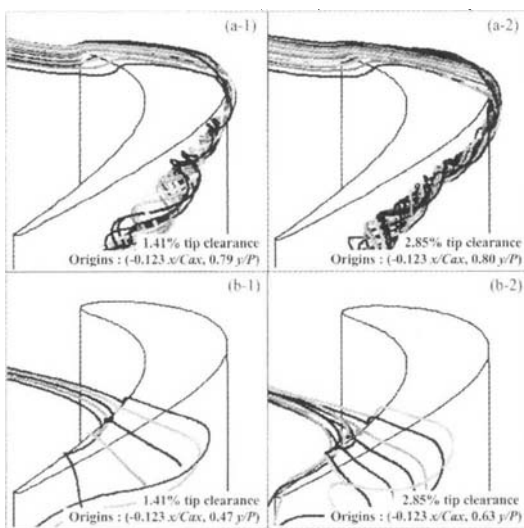 (a-1)
1.41% tip clearance
Origins : (-0.123 x/Cax, 0.79 y/P)
(a-2)
2.85% tip clearance
Origins : (-0.123 x/Cax, 0.80 y/P)
(b-1)
1.41% tip clearance
Origins : (-0.123 x/Cax, 0.47 y/P)
(b-2)
2.85% tip clearance
Origins : (-0.123 x/Cax, 0.63 y/P)